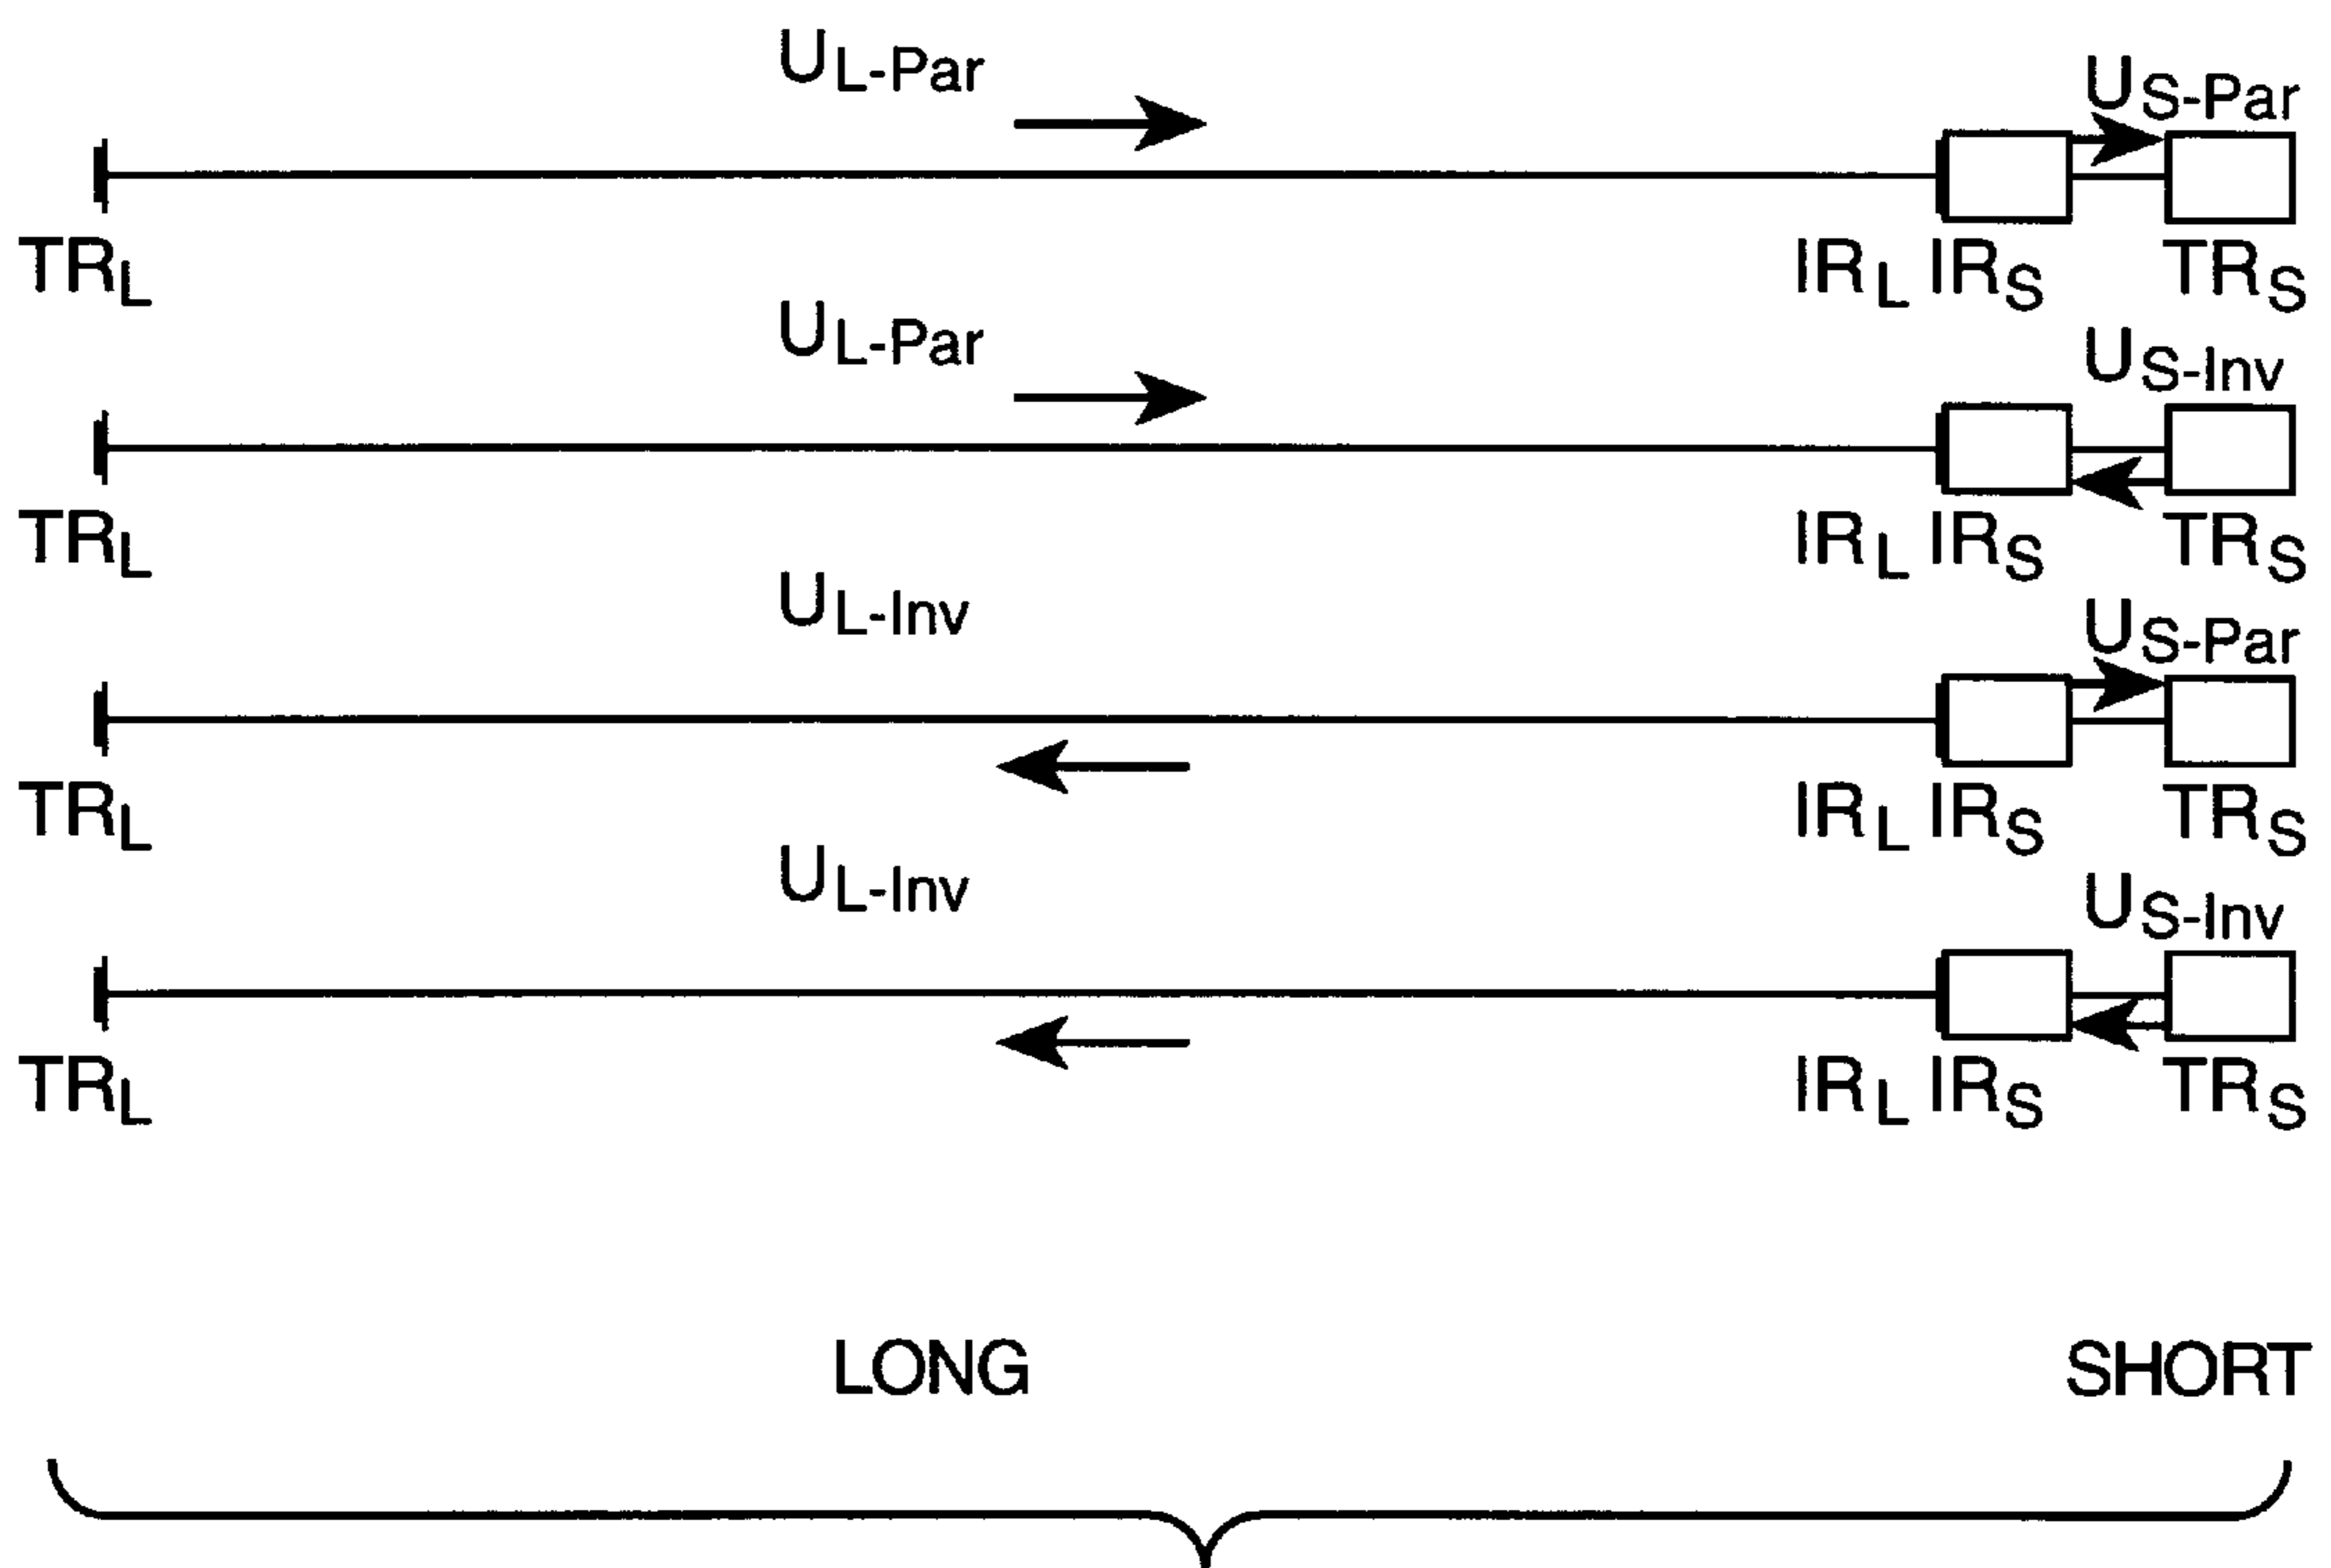 UL-Par US-Par
TRL IRL IRS TRS
UL-Par US-Inv
TRL IRL IRS TRS
UL-Inv US-Par
TRL IRL IRS TRS
UL-Inv US-Inv
TRL IRL IRS TRS
LONG SHORT